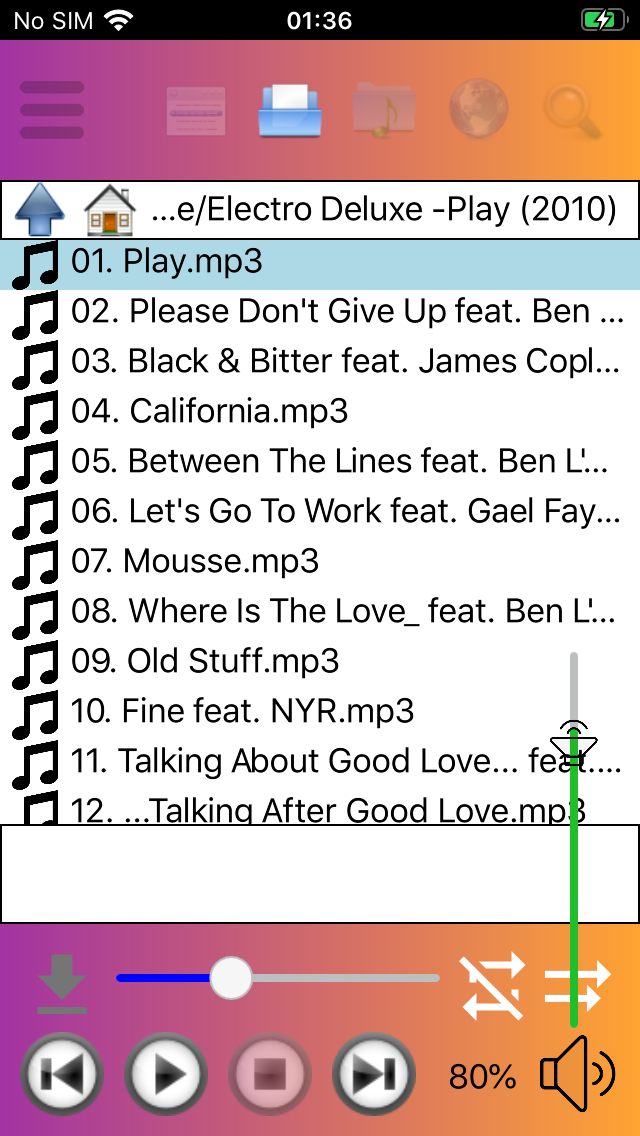 No SIM 01:36
...e/Electro Deluxe -Play (2010)
01. Play.mp3
02. Please Don't Give Up feat. Ben ...
03. Black & Bitter feat. James Copl...
04. California.mp3
05. Between The Lines feat. Ben L'...
06. Let's Go To Work feat. Gael Fay...
07. Mousse.mp3
08. Where Is The Love_ feat. Ben L'...
09. Old Stuff.mp3
10. Fine feat. NYR.mp3
11. Talking About Good Love... feat....
12. ...Talking After Good Love.mp3
80%